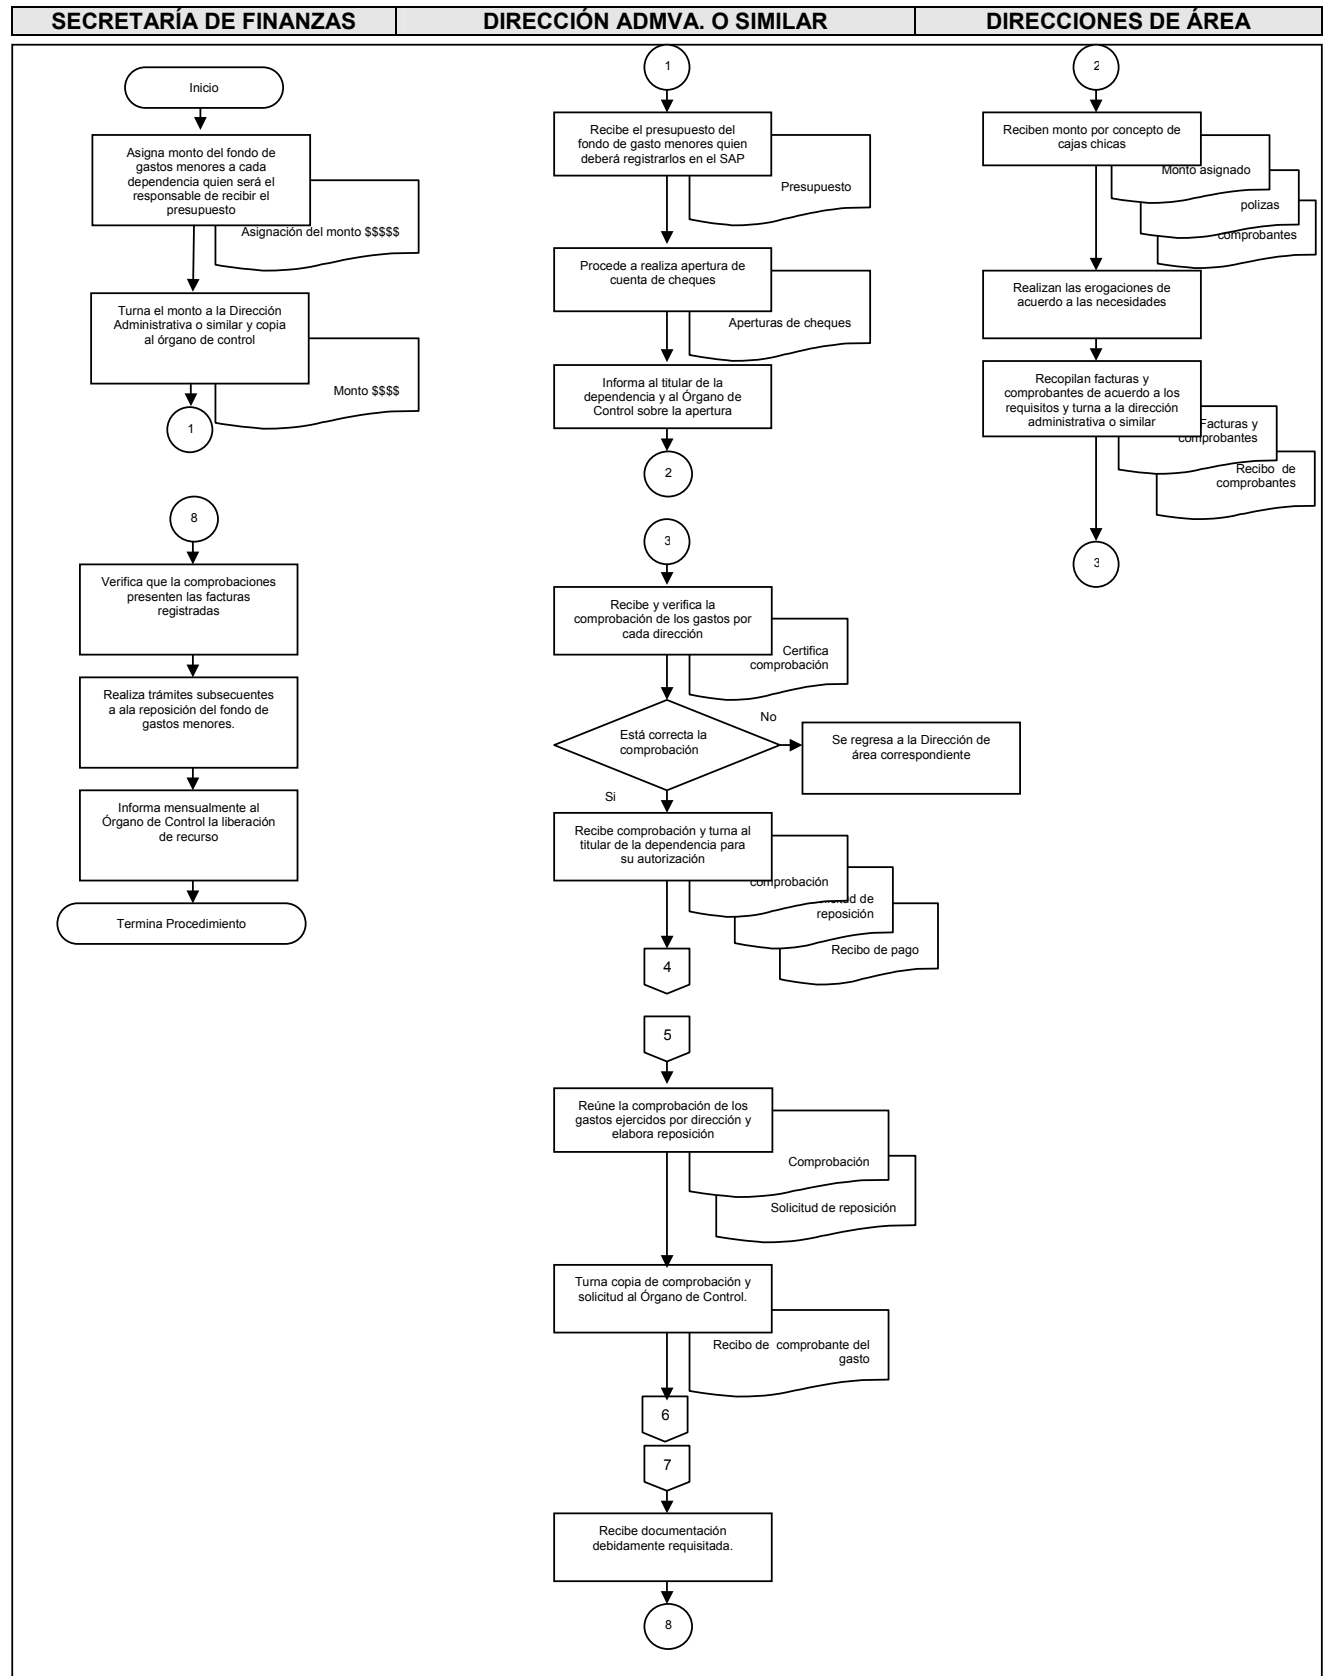 SECRETARÍA DE FINANZAS
DIRECCIÓN ADMVA. O SIMILAR
DIRECCIONES DE ÁREA
Inicio
Asigna monto del fondo de
gastos menores a cada
dependencia quien será el
responsable de recibir el
presupuesto
Asignación del monto $$$$$
Turna el monto a la Dirección
Administrativa o similar y copia
al órgano de control
Monto $$$$
1
8
Verifica que la comprobaciones
presenten las facturas
registradas
Realiza trámites subsecuentes
a ala reposición del fondo de
gastos menores.
Informa mensualmente al
Órgano de Control la liberación
de recurso
Termina Procedimiento
1
Recibe el presupuesto del
fondo de gasto menores quien
deberá registrarlos en el SAP
Presupuesto
Procede a realiza apertura de
cuenta de cheques
Aperturas de cheques
Informa al titular de la
dependencia y al Órgano de
Control sobre la apertura
2
3
Recibe y verifica la
comprobación de los gastos por
cada dirección
Certifica
comprobación
Está correcta la
comprobación
No
Se regresa a la Dirección de
área correspondiente
Si
Recibe comprobación y turna al
titular de la dependencia para
su autorización
comprobación
de
reposición
Recibo de pago
4
5
Reúne la comprobación de los
gastos ejercidos por dirección y
elabora reposición
Comprobación
Solicitud de reposición
Turna copia de comprobación y
solicitud al Órgano de Control.
Recibo de comprobante del
gasto
6
7
Recibe documentación
debidamente requisitada.
8
2
Reciben monto por concepto de
cajas chicas
Monto asignado
polizas
comprobantes
Realizan las erogaciones de
acuerdo a las necesidades
Recopilan facturas y
comprobantes de acuerdo a los
requisitos y turna a la dirección
administrativa o similar
Facturas y
comprobantes
Recibo de
comprobantes
3